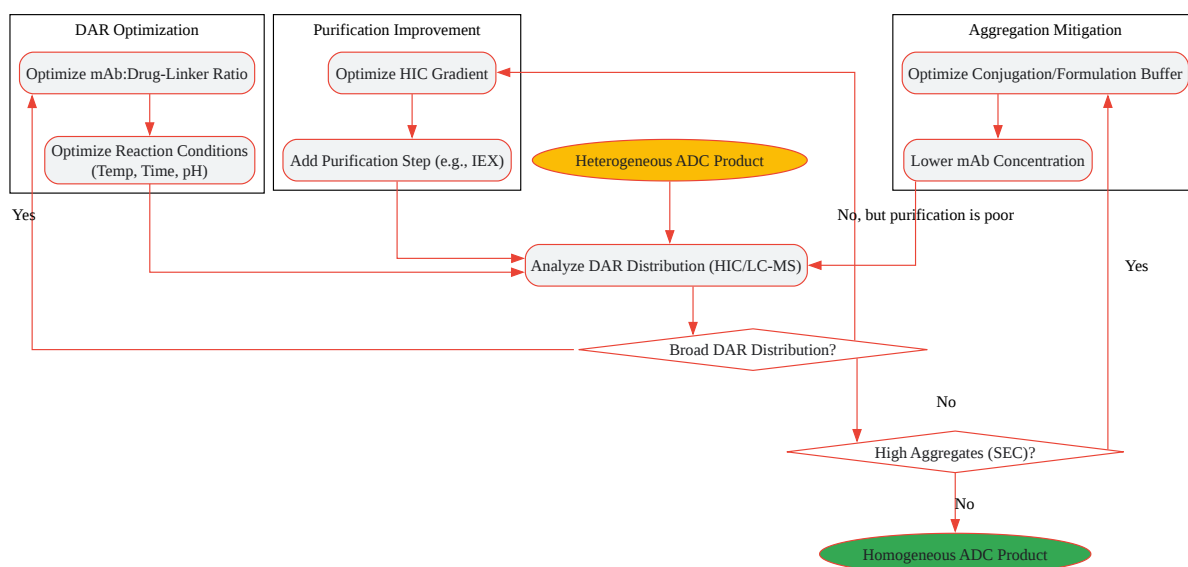 DAR Optimization
Purification Improvement
Aggregation Mitigation
Optimize mAb:Drug-Linker Ratio
Optimize HIC Gradient
Optimize Conjugation/Formulation Buffer
Optimize Reaction Conditions
(Temp, Time, pH)
Add Purification Step (e.g., IEX)
Heterogeneous ADC Product
Lower mAb Concentration
Yes
No, but purification is poor
Analyze DAR Distribution (HIC/LC-MS)
Yes
Broad DAR Distribution?
No
High Aggregates (SEC)?
No
Homogeneous ADC Product